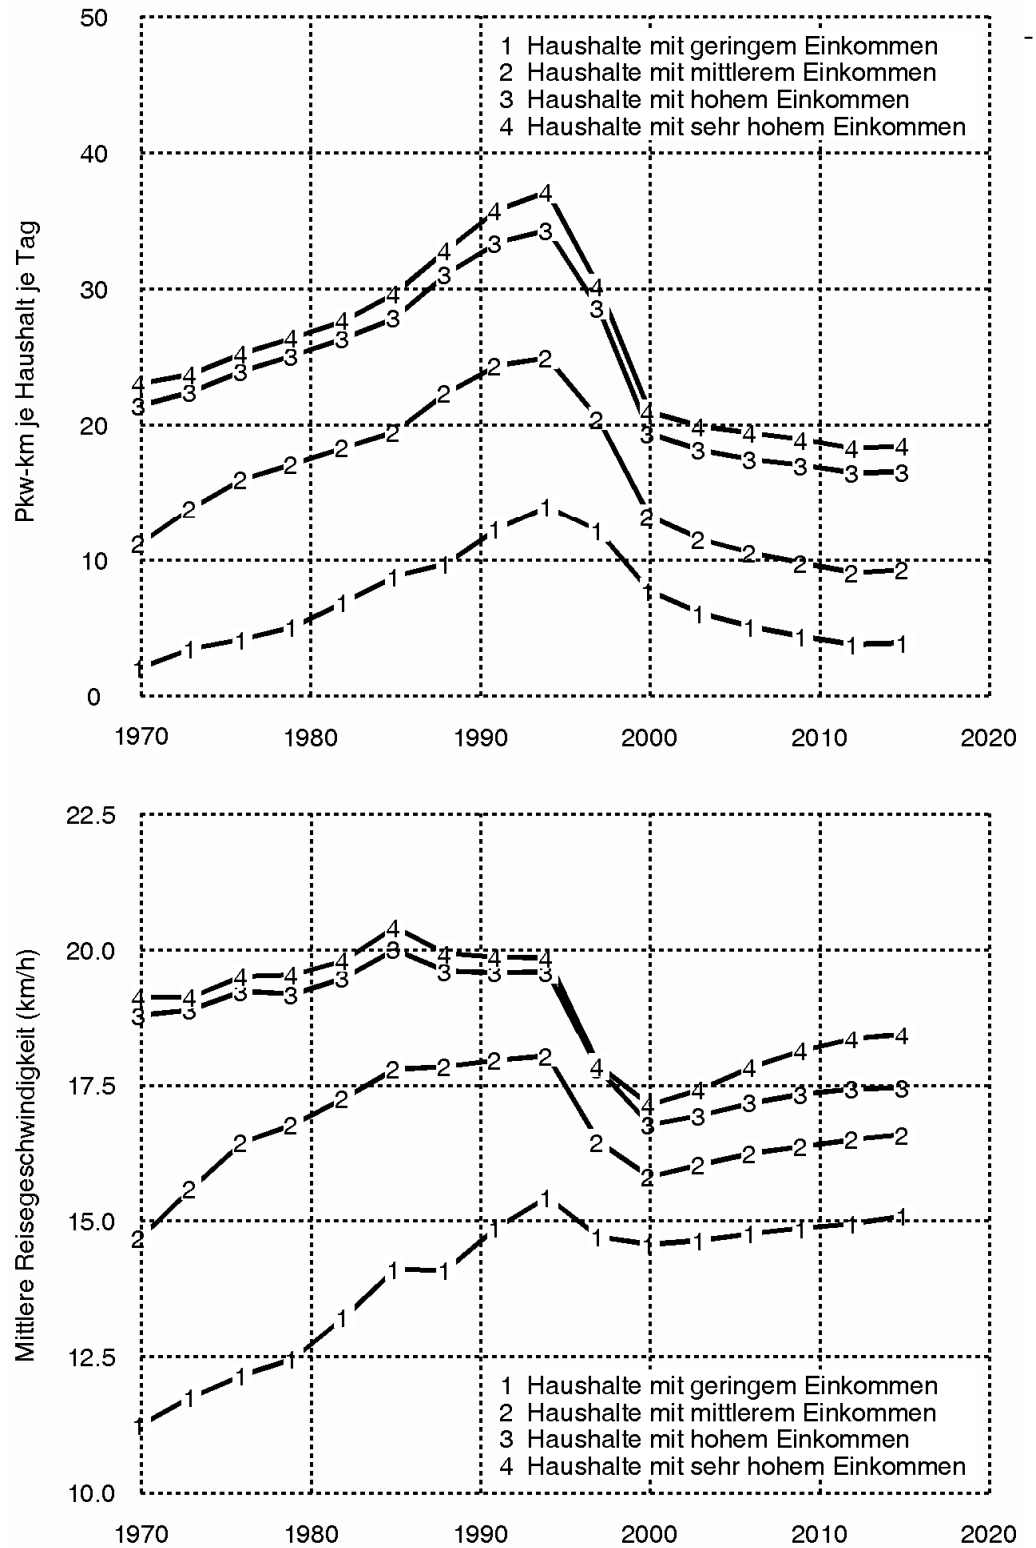 50
1 Haushalte mit geringem Einkommen
2 Haushalte mit mittlerem Einkommen
3 Haushalte mit hohem Einkommen
4 Haushalte mit sehr hohem Einkommen
40
30
20
10
0
Pkw-km je Haushalt je Tag
1970 1980 1990 2000 2010 2020
22.5
20.0
17.5
15.0
12.5
10.0
Mittlere Reisegeschwindigkeit (km/h)
1 Haushalte mit geringem Einkommen
2 Haushalte mit mittlerem Einkommen
3 Haushalte mit hohem Einkommen
4 Haushalte mit sehr hohem Einkommen
1970 1980 1990 2000 2010 2020